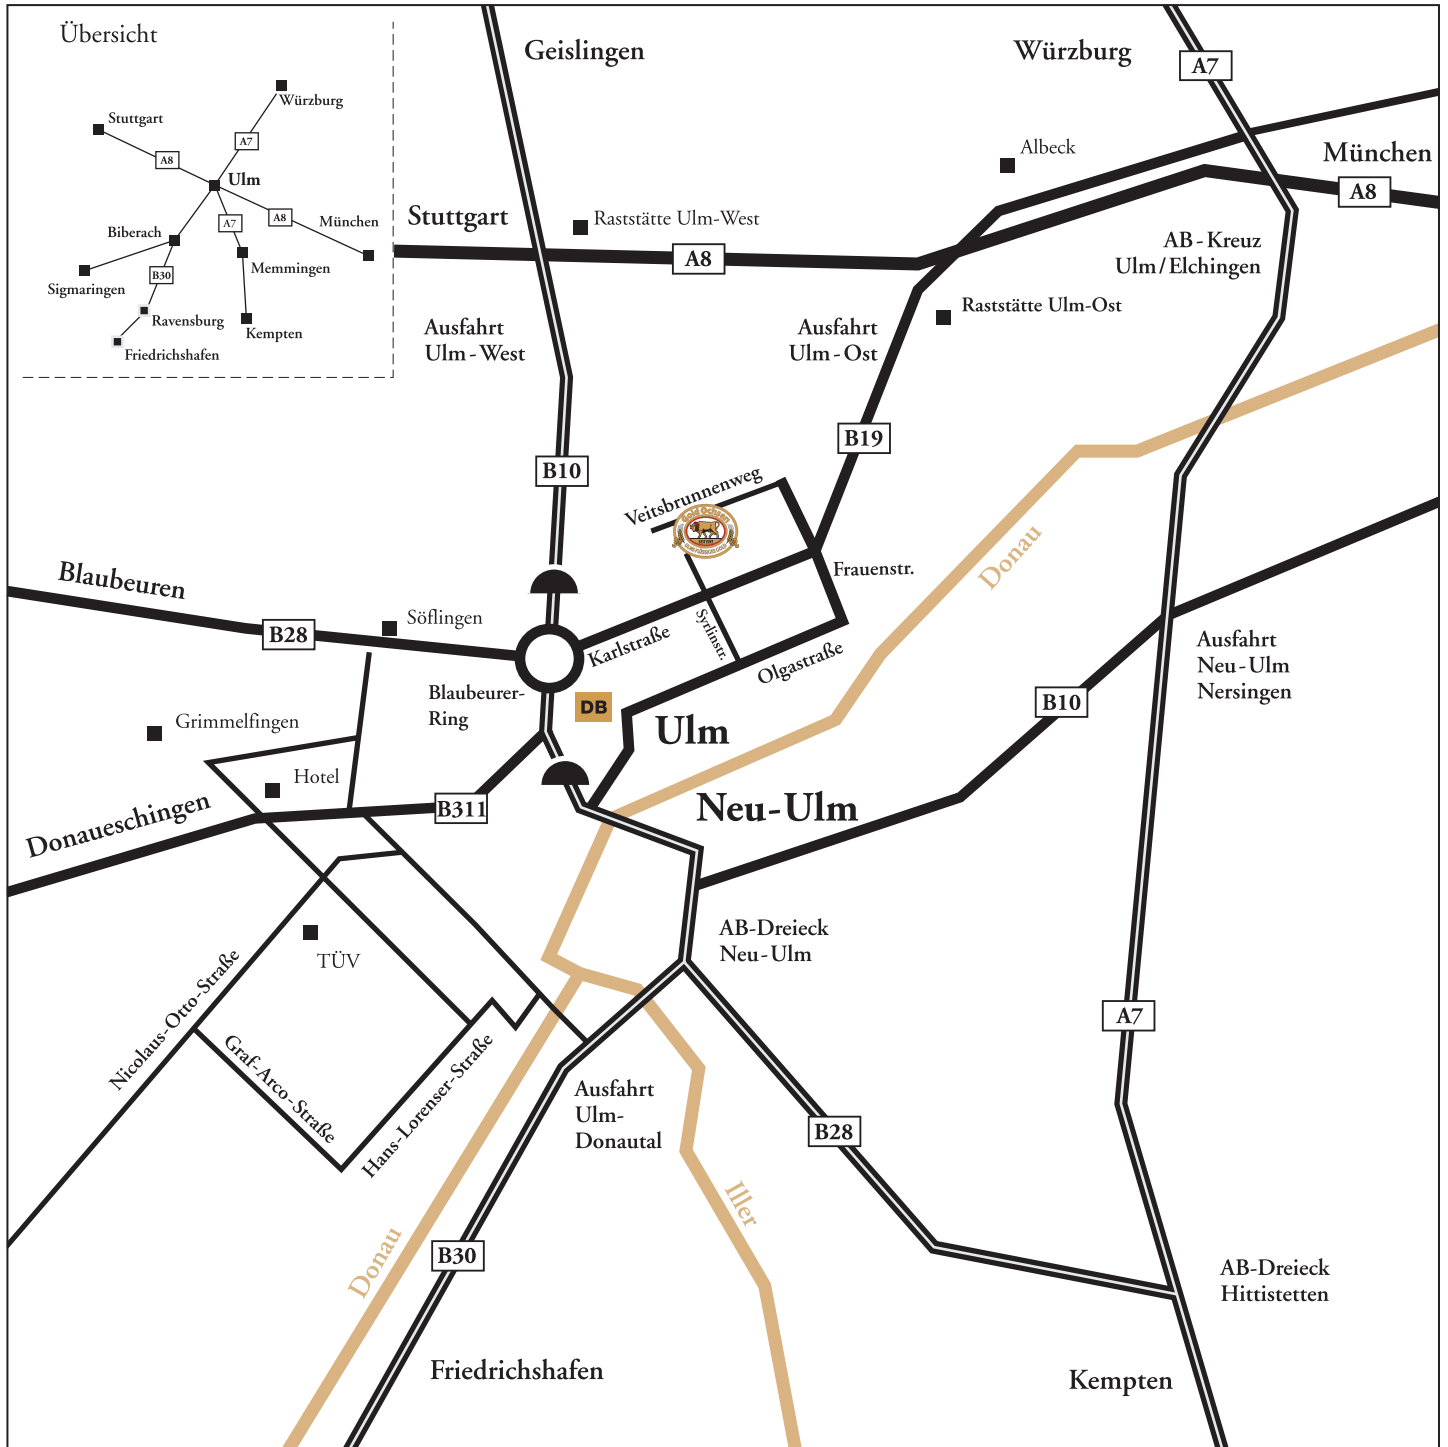 Übersicht
Würzburg
Stuttgart
A7
A8
Ulm
A8
München
A7
Biberach
Memmingen
B30
Sigmaringen
Ravensburg
Kempten
Friedrichshafen
Geislingen
Würzburg
A7
Albeck
München
A8
Stuttgart
Raststätte Ulm-West
A8
AB-Kreuz
Ulm/Elchingen
Raststätte Ulm-Ost
Ausfahrt
Ulm-West
Ausfahrt
Ulm-Ost
B19
B10
Veitsbrunnenweg
Gold Ochsen
Donau
Frauenstr.
Blaubeuren
Söflingen
B28
Karlstraße
Syrlinstr.
Olgastraße
Ausfahrt
Neu-Ulm
Nersingen
Blaubeurer-
Ring
DB
B10
Grimmelfingen
Ulm
Hotel
Neu-Ulm
B311
Donaueschingen
AB-Dreieck
Neu-Ulm
TÜV
Nicolaus-Otto-Straße
A7
Graf-Arco-Straße
Hans-Lorenser-Straße
Ausfahrt
Ulm-
Donautal
B28
Iller
Donau
B30
AB-Dreieck
Hittistetten
Friedrichshafen
Kempten